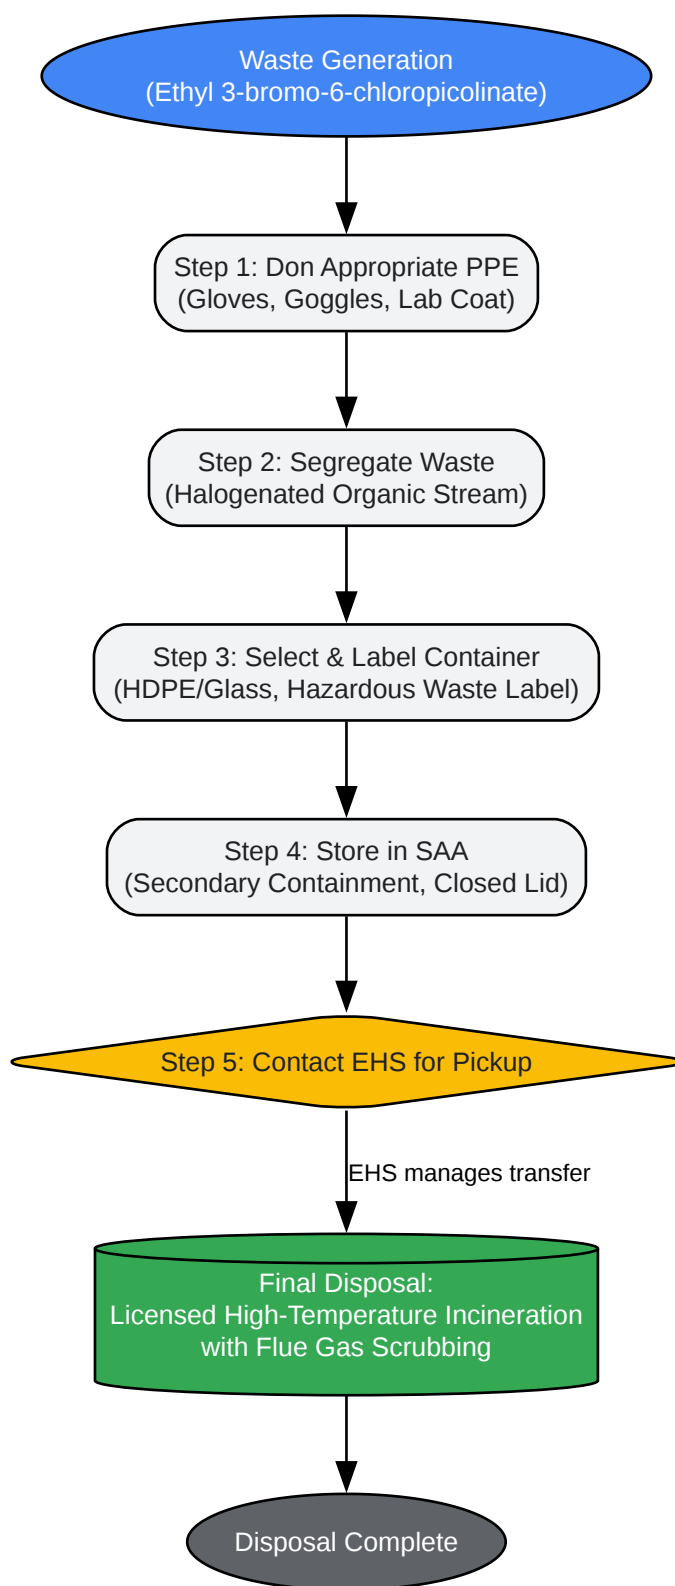 Waste Generation
(Ethyl 3-bromo-6-chloropicolinate)
Step 1: Don Appropriate PPE
(Gloves, Goggles, Lab Coat)
Step 2: Segregate Waste
(Halogenated Organic Stream)
Step 3: Select & Label Container
(HDPE/Glass, Hazardous Waste Label)
Step 4: Store in SAA
(Secondary Containment, Closed Lid)
Step 5: Contact EHS for Pickup
EHS manages transfer
Final Disposal:
Licensed High-Temperature Incineration
with Flue Gas Scrubbing
Disposal Complete